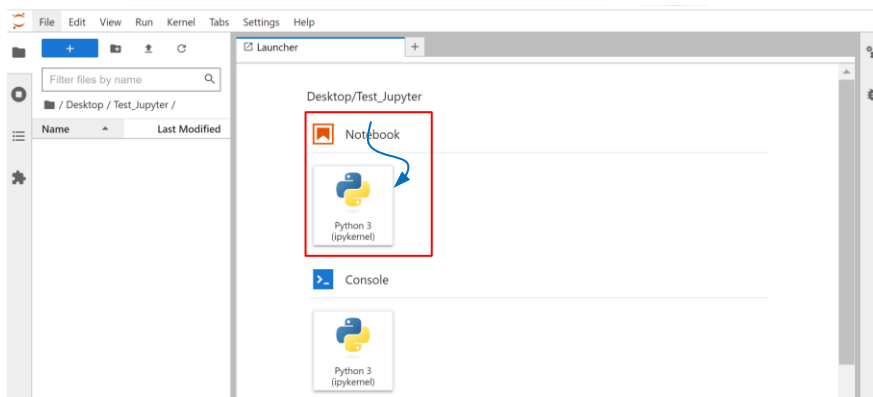 File Edit View Run Kernel Tabs Settings Help
+
Launcher +
Filter files by name
/ Desktop / Test_Jupyter /
Name Last Modified
Desktop/Test_Jupyter
Notebook
Python 3
(ipykernel)
Console
Python 3
(ipykernel)